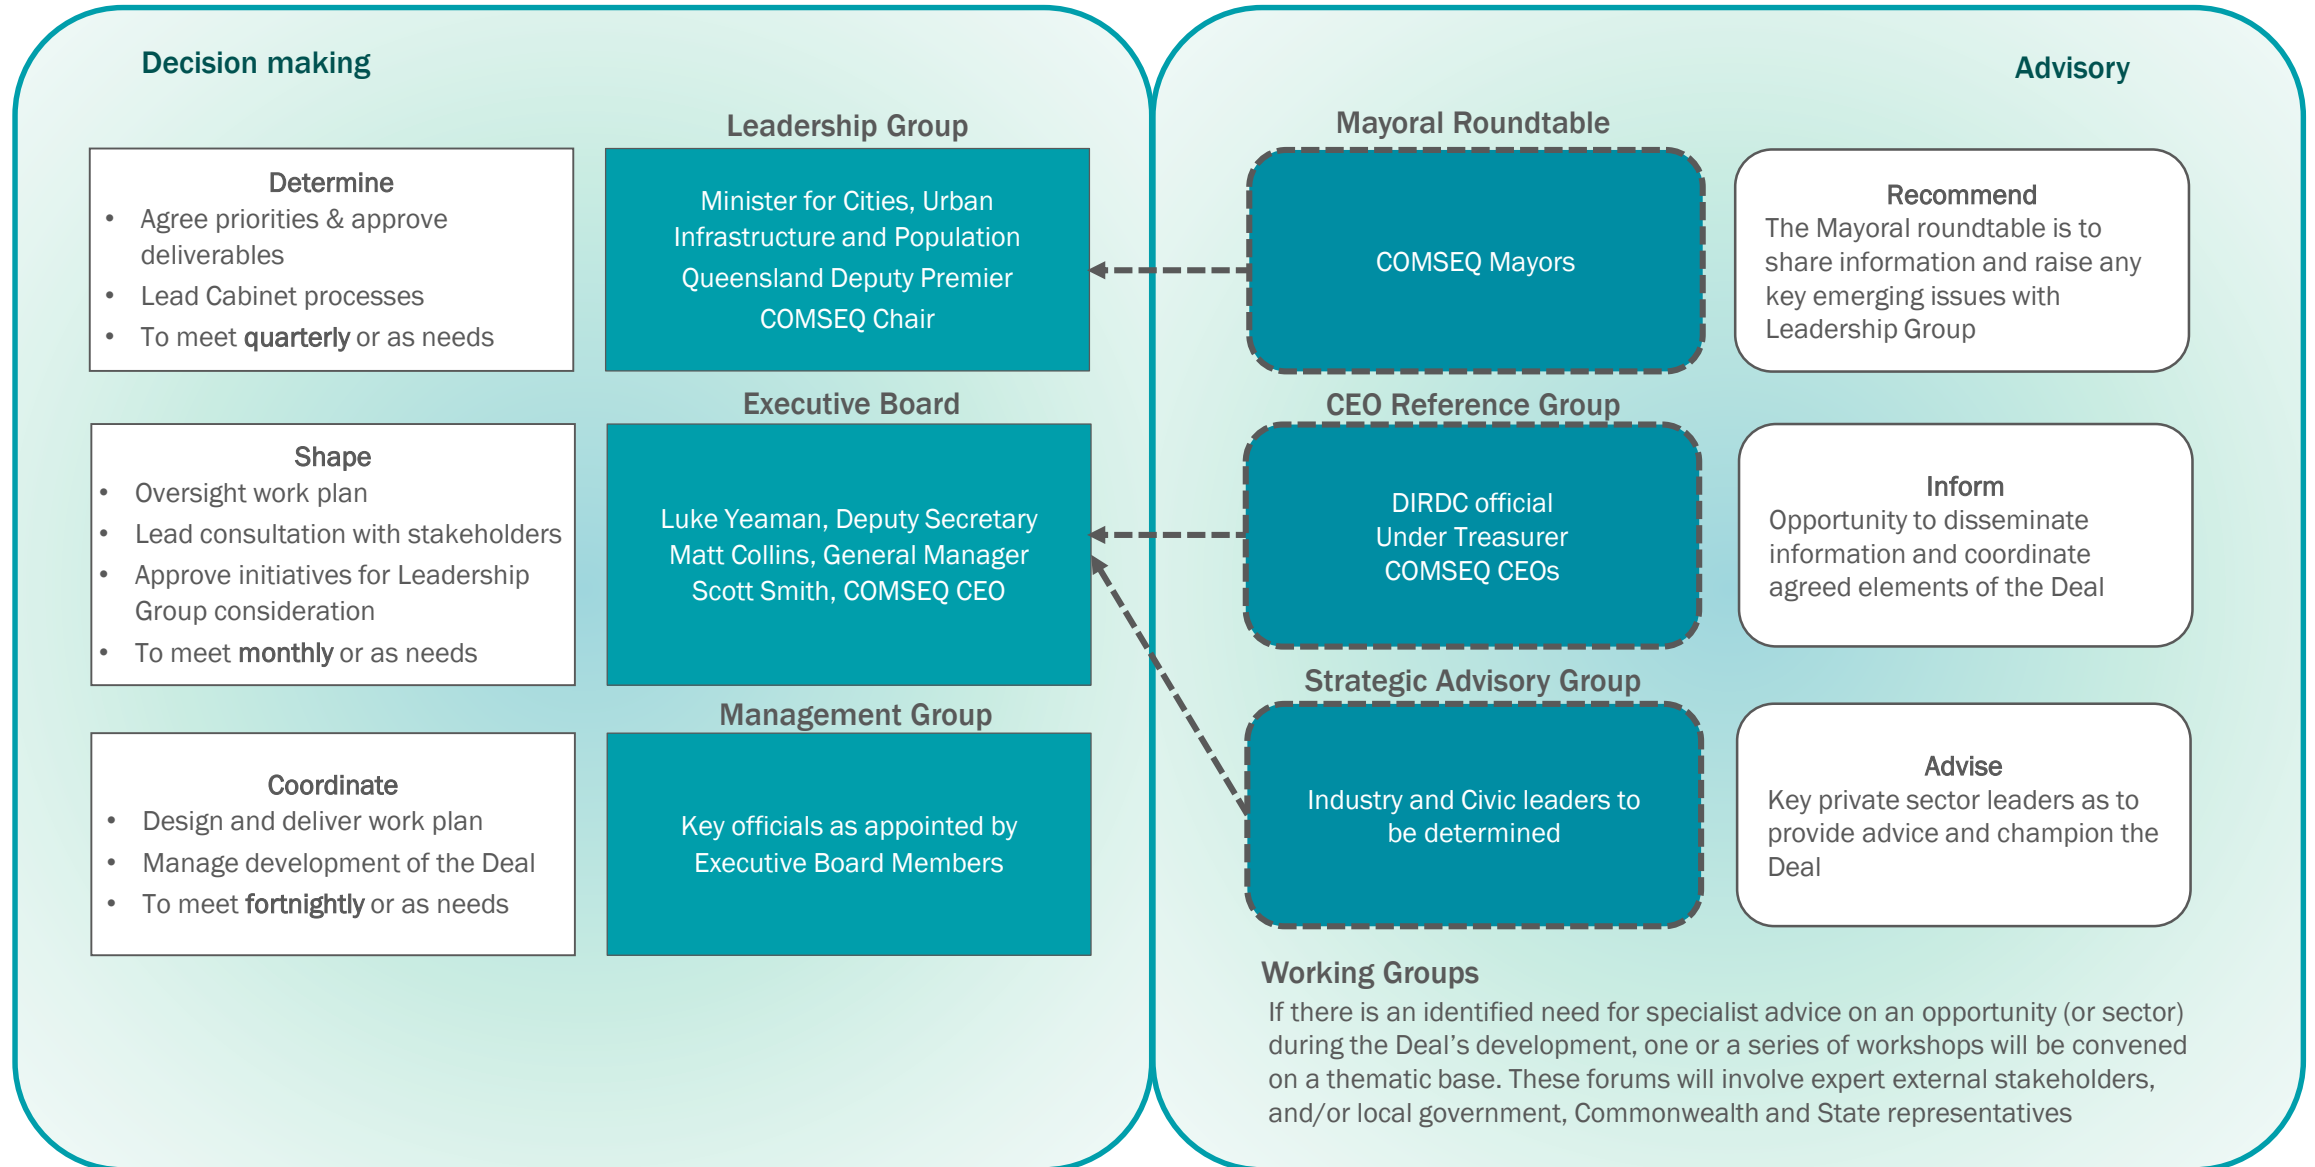 Decision making
Leadership Group
Determine
• Agree priorities & approve
deliverables
• Lead Cabinet processes
• To meet quarterly or as needs
Minister for Cities, Urban
Infrastructure and Population
Queensland Deputy Premier
COMSEQ Chair
Executive Board
Shape
• Oversight work plan
• Lead consultation with stakeholders
• Approve initiatives for Leadership
Group consideration
• To meet monthly or as needs
Luke Yeaman, Deputy Secretary
Matt Collins, General Manager
Scott Smith, COMSEQ CEO
Management Group
Coordinate
• Design and deliver work plan
• Manage development of the Deal
• To meet fortnightly or as needs
Key officials as appointed by
Executive Board Members
Advisory
Mayoral Roundtable
COMSEQ Mayors
Recommend
The Mayoral roundtable is to
share information and raise any
key emerging issues with
Leadership Group
CEO Reference Group
DIRDC official
Under Treasurer
COMSEQ CEOs
Inform
Opportunity to disseminate
information and coordinate
agreed elements of the Deal
Strategic Advisory Group
Industry and Civic leaders to
be determined
Advise
Key private sector leaders as to
provide advice and champion the
Deal
Working Groups
If there is an identified need for specialist advice on an opportunity (or sector)
during the Deal’s development, one or a series of workshops will be convened
on a thematic base. These forums will involve expert external stakeholders,
and/or local government, Commonwealth and State representatives